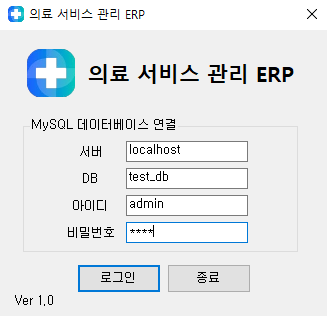 의료 서비스 관리 ERP
의료 서비스 관리 ERP
MySQL 데이터베이스 연결
서버 localhost
DB test_db
아이디 admin
비밀번호 ****
로그인 종료
Ver 1.0